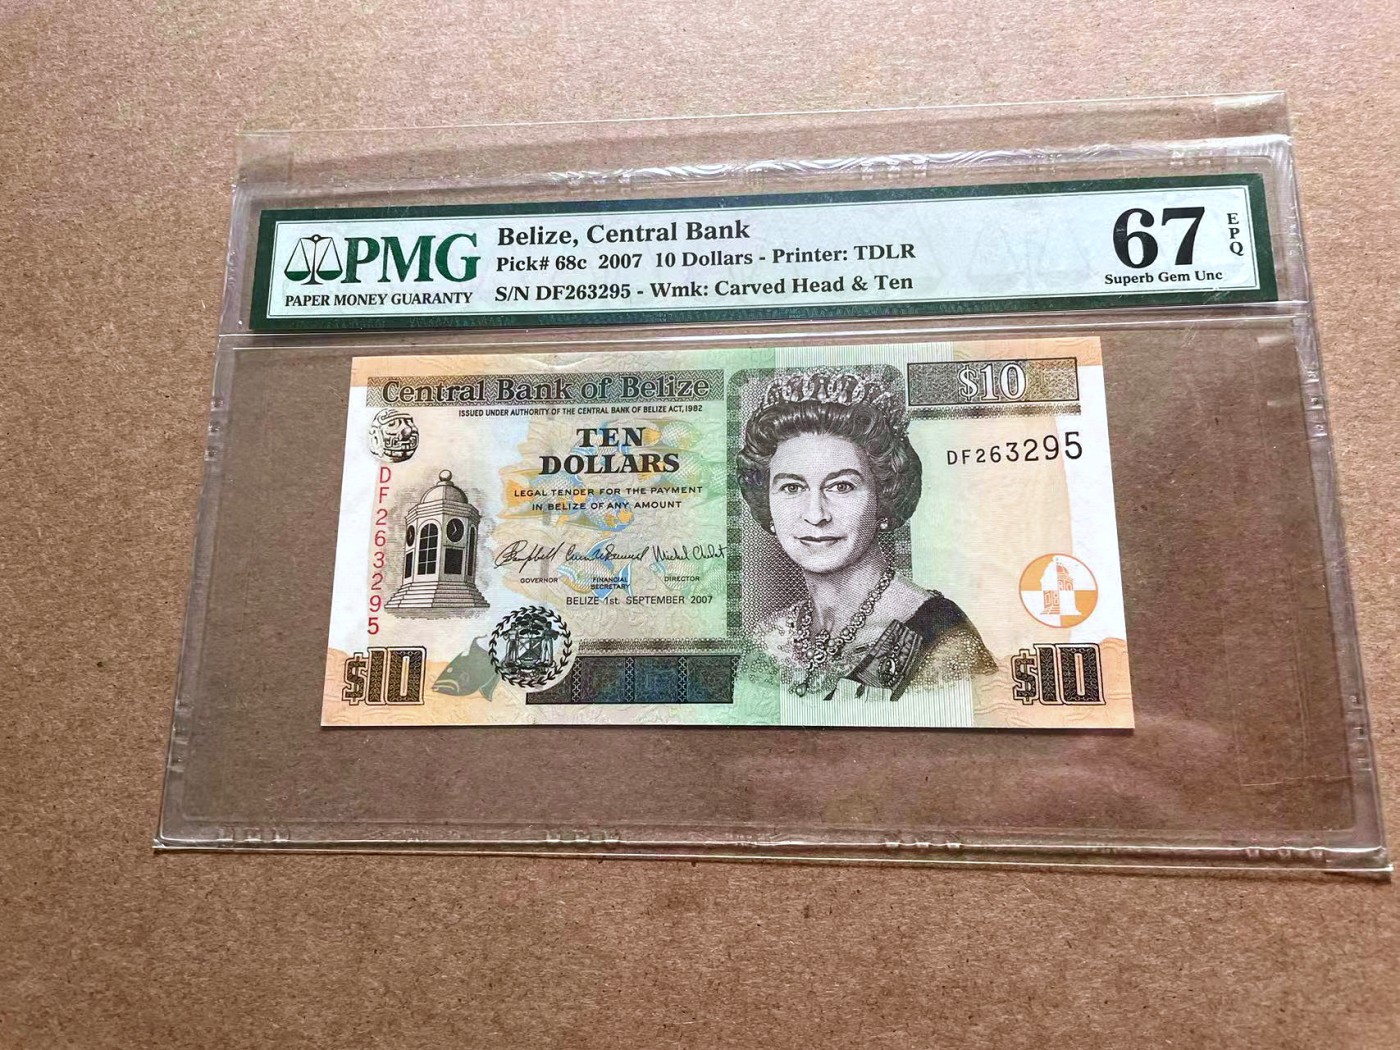 PMG
PAPER MONEY GUARANTY
Belize, Central Bank
Pick# 68c 2007 10 Dollars - Printer: TDLR
S/N DF263295 - Wmk: Carved Head & Ten
67
EPQ
Superb Gem Unc
Central Bank of Belize
$10
ISSUED UNDER AUTHORITY OF THE CENTRAL BANK OF BELIZE ACT, 1982
TEN
DOLLARS
DF263295
LEGAL TENDER FOR THE PAYMENT
IN BELIZE OF ANY AMOUNT
DF263295
GOVERNOR
FINANCIAL
SECRETARY
DIRECTOR
BELIZE 1st. SEPTEMBER 2007
$10
$10